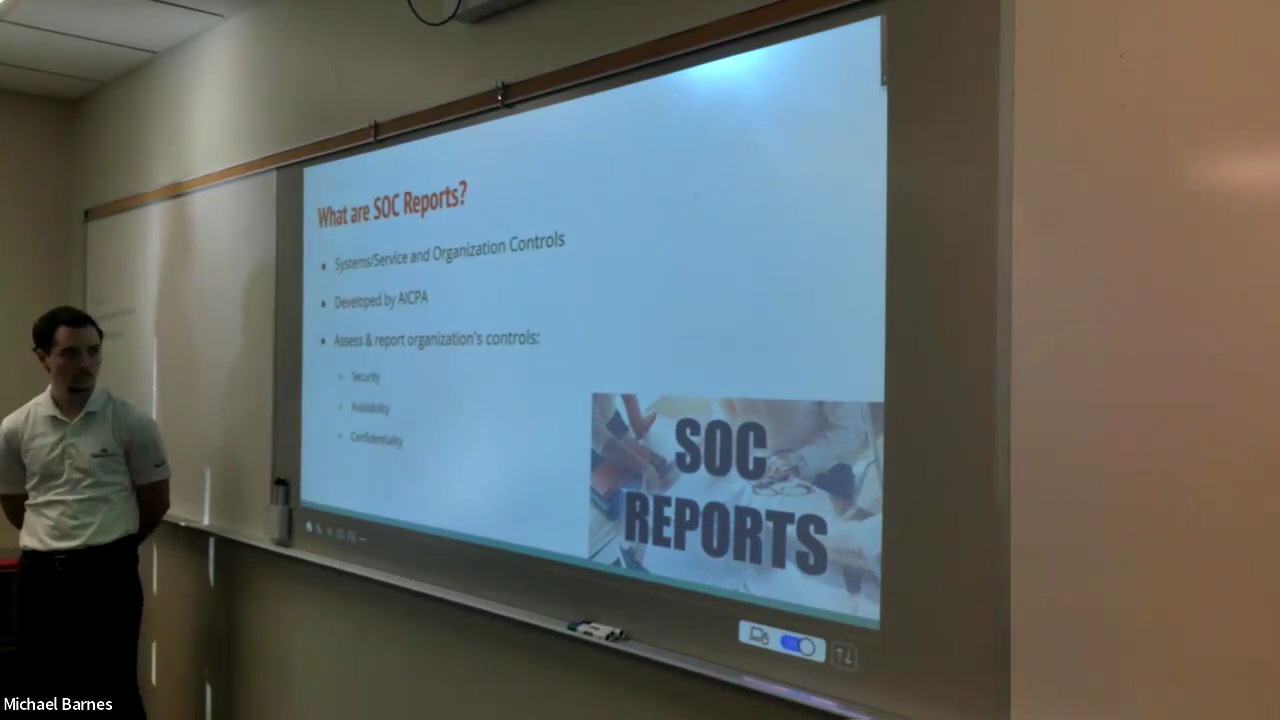 What are SOC Reports?
Systems/Service and Organization Controls
Developed by AICPA
Assess & report organization's controls:
Security
Availability
Confidentiality
SOC
REPORTS
Michael Barnes